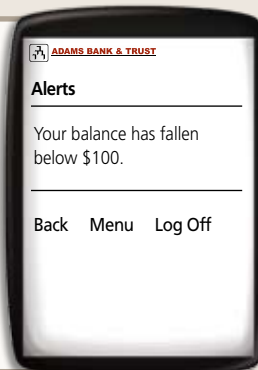 ADAMS BANK & TRUST
Alerts
Your balance has fallen
below $100.
Back Menu Log Off